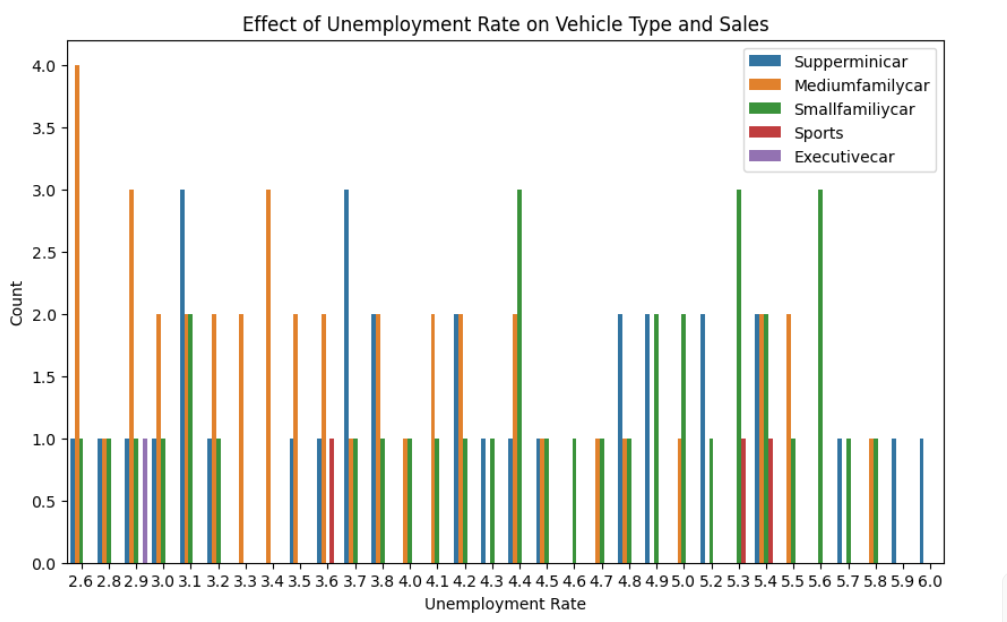 Effect of Unemployment Rate on Vehicle Type and Sales
Supperminicar
Mediumfamilycar
Smallfamiliycar
Sports
Executivecar
4.0
3.5
3.0
2.5
2.0
1.5
1.0
0.5
0.0
Count
2.6 2.8 2.9 3.0 3.1 3.2 3.3 3.4 3.5 3.6 3.7 3.8 4.0 4.1 4.2 4.3 4.4 4.5 4.6 4.7 4.8 4.9 5.0 5.2 5.3 5.4 5.5 5.6 5.7 5.8 5.9 6.0
Unemployment Rate